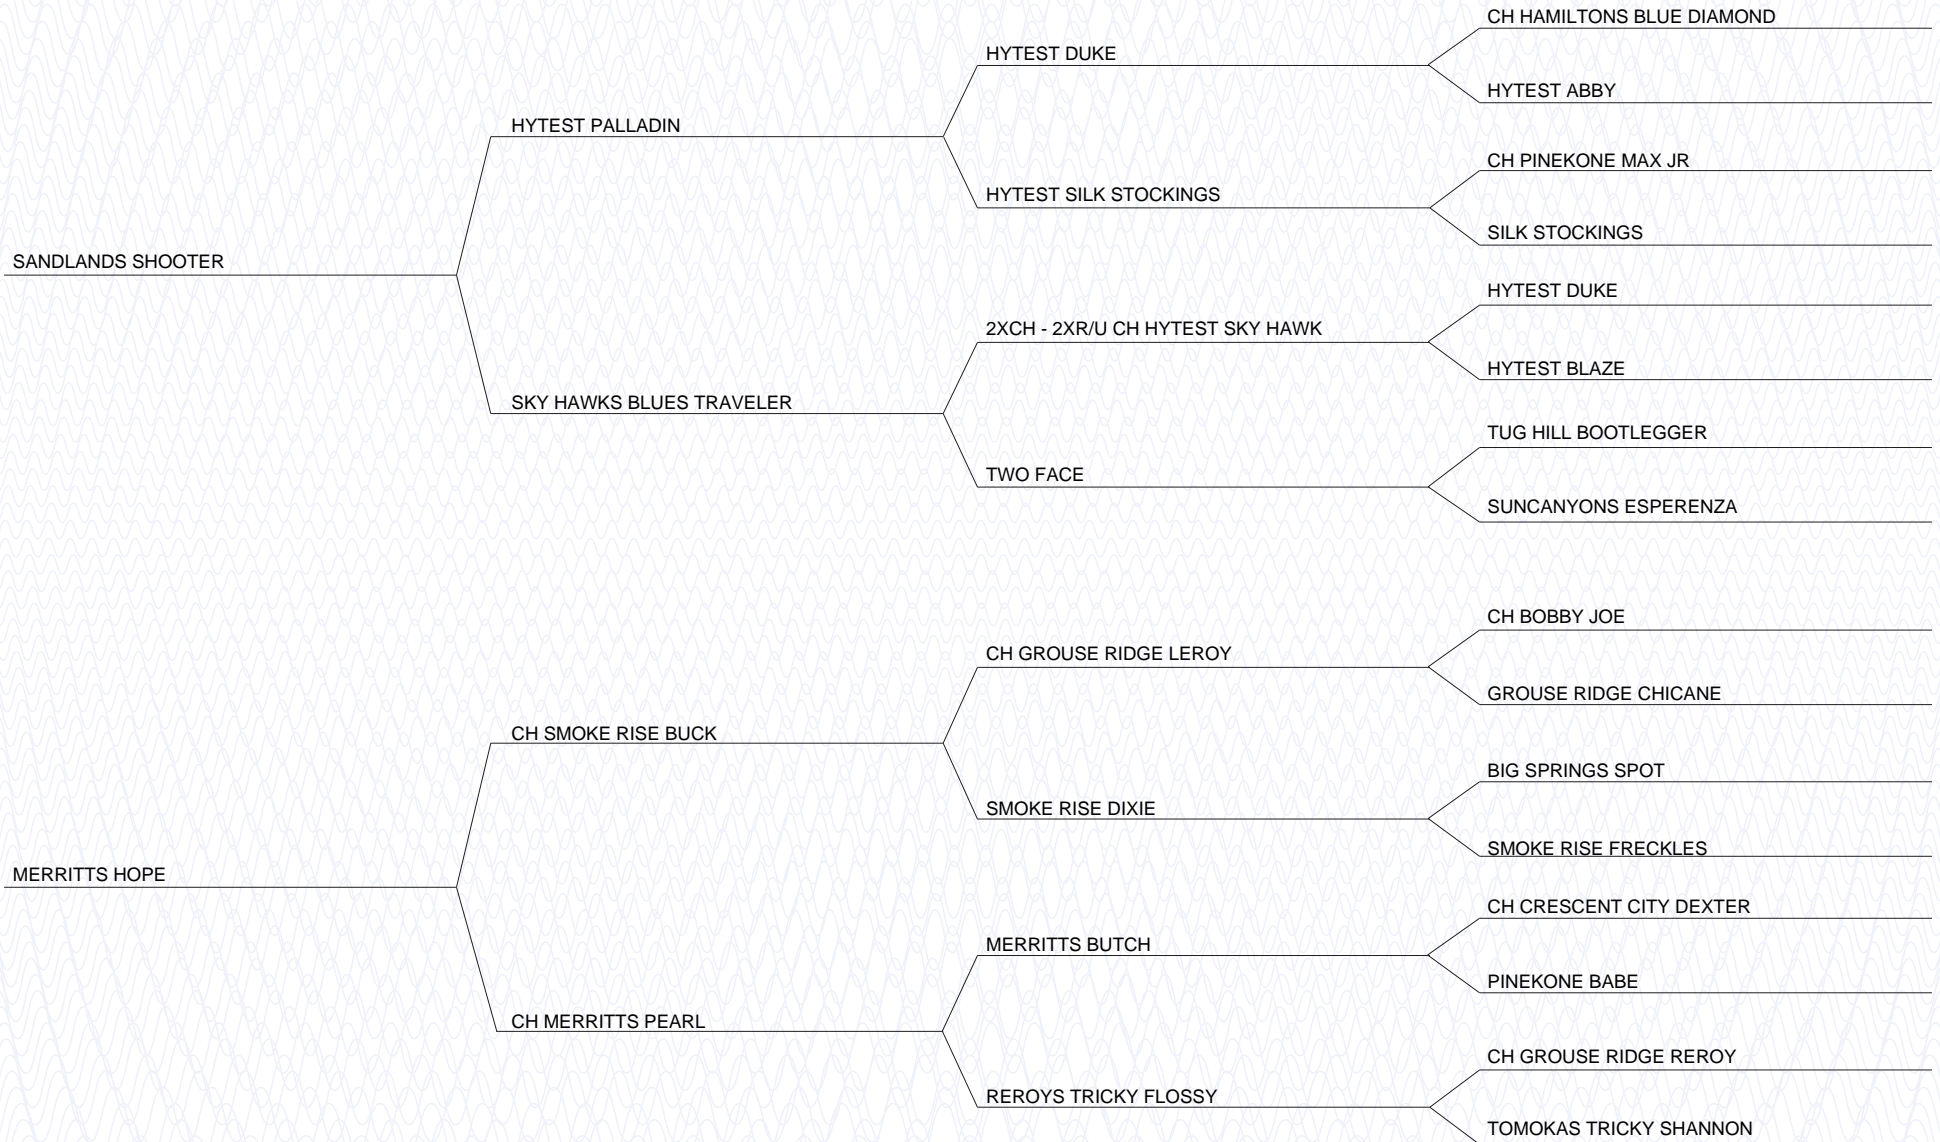 CH HAMILTONS BLUE DIAMOND
HYTEST DUKE
HYTEST ABBY
HYTEST PALLADIN
CH PINEKONE MAX JR
HYTEST SILK STOCKINGS
SILK STOCKINGS
SANDLANDS SHOOTER
HYTEST DUKE
2XCH - 2XR/U CH HYTEST SKY HAWK
HYTEST BLAZE
SKY HAWKS BLUES TRAVELER
TUG HILL BOOTLEGGER
TWO FACE
SUNCANYONS ESPERENZA
CH BOBBY JOE
CH GROUSE RIDGE LEROY
GROUSE RIDGE CHICANE
CH SMOKE RISE BUCK
BIG SPRINGS SPOT
SMOKE RISE DIXIE
SMOKE RISE FRECKLES
MERRITTS HOPE
CH CRESCENT CITY DEXTER
MERRITTS BUTCH
PINEKONE BABE
CH MERRITTS PEARL
CH GROUSE RIDGE REROY
REROYS TRICKY FLOSSY
TOMOKAS TRICKY SHANNON